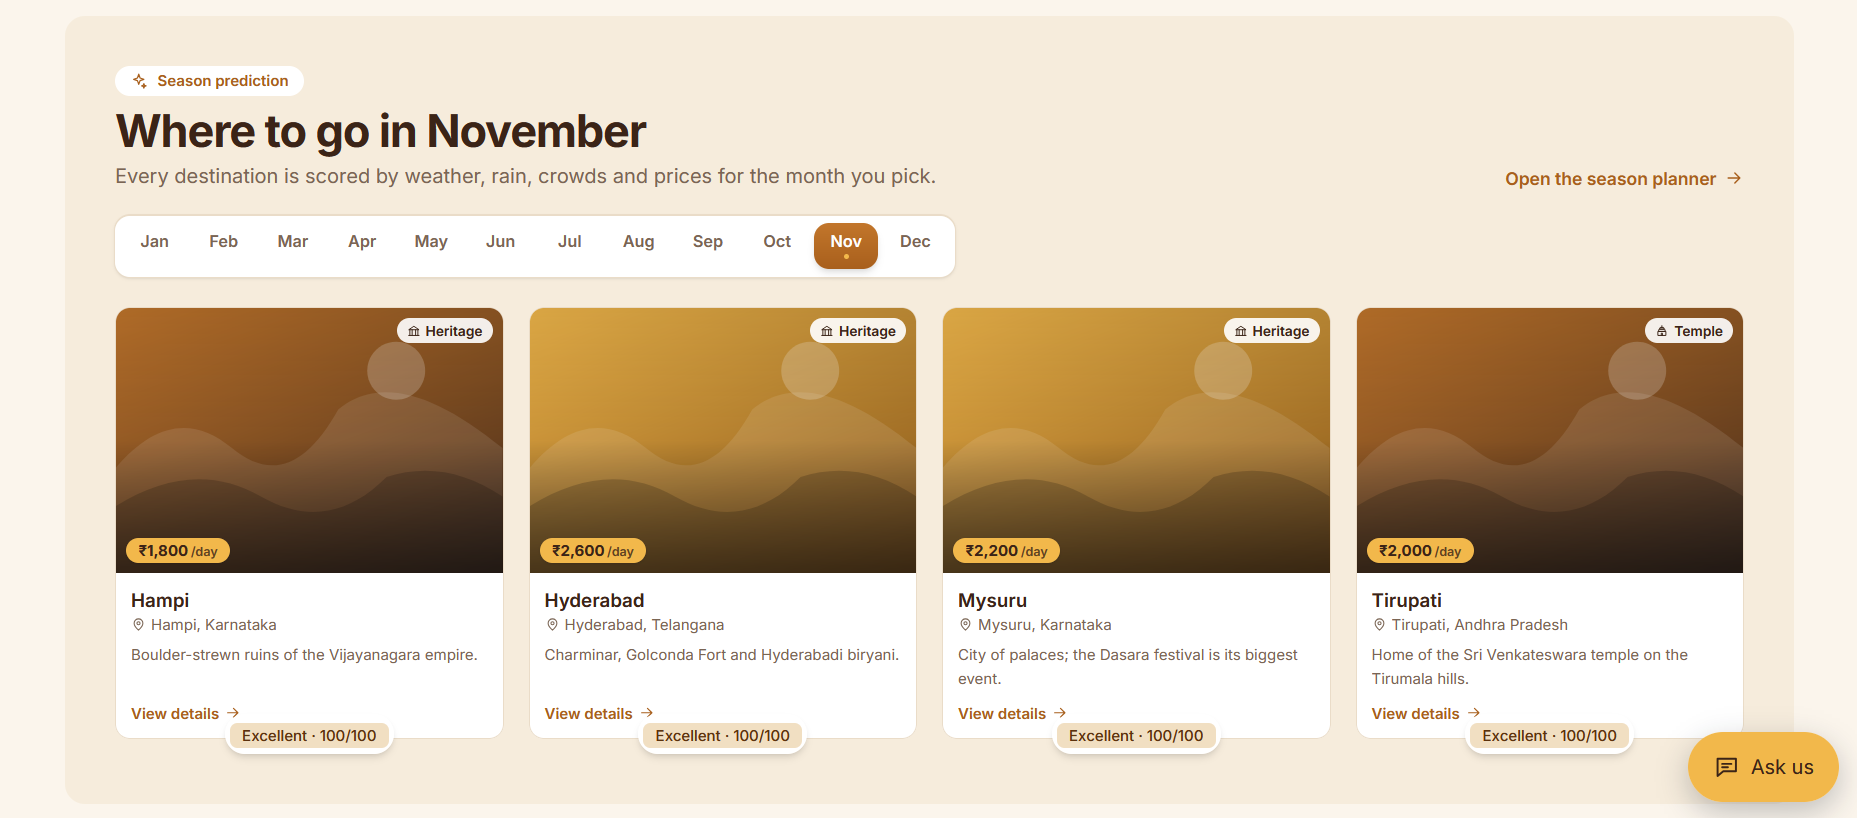 Season prediction
Where to go in November
Every destination is scored by weather, rain, crowds and prices for the month you pick.
Open the season planner →
Jan Feb Mar Apr May Jun Jul Aug Sep Oct Nov Dec
Heritage
₹1,800 /day
Hampi
Hampi, Karnataka
Boulder-strewn ruins of the Vijayanagara empire.
View details →
Excellent · 100/100
Heritage
₹2,600 /day
Hyderabad
Hyderabad, Telangana
Charminar, Golconda Fort and Hyderabadi biryani.
View details →
Excellent · 100/100
Heritage
₹2,200 /day
Mysuru
Mysuru, Karnataka
City of palaces; the Dasara festival is its biggest
event.
View details →
Excellent · 100/100
Temple
₹2,000 /day
Tirupati
Tirupati, Andhra Pradesh
Home of the Sri Venkateswara temple on the
Tirumala hills.
View details →
Excellent · 100/100
Ask us